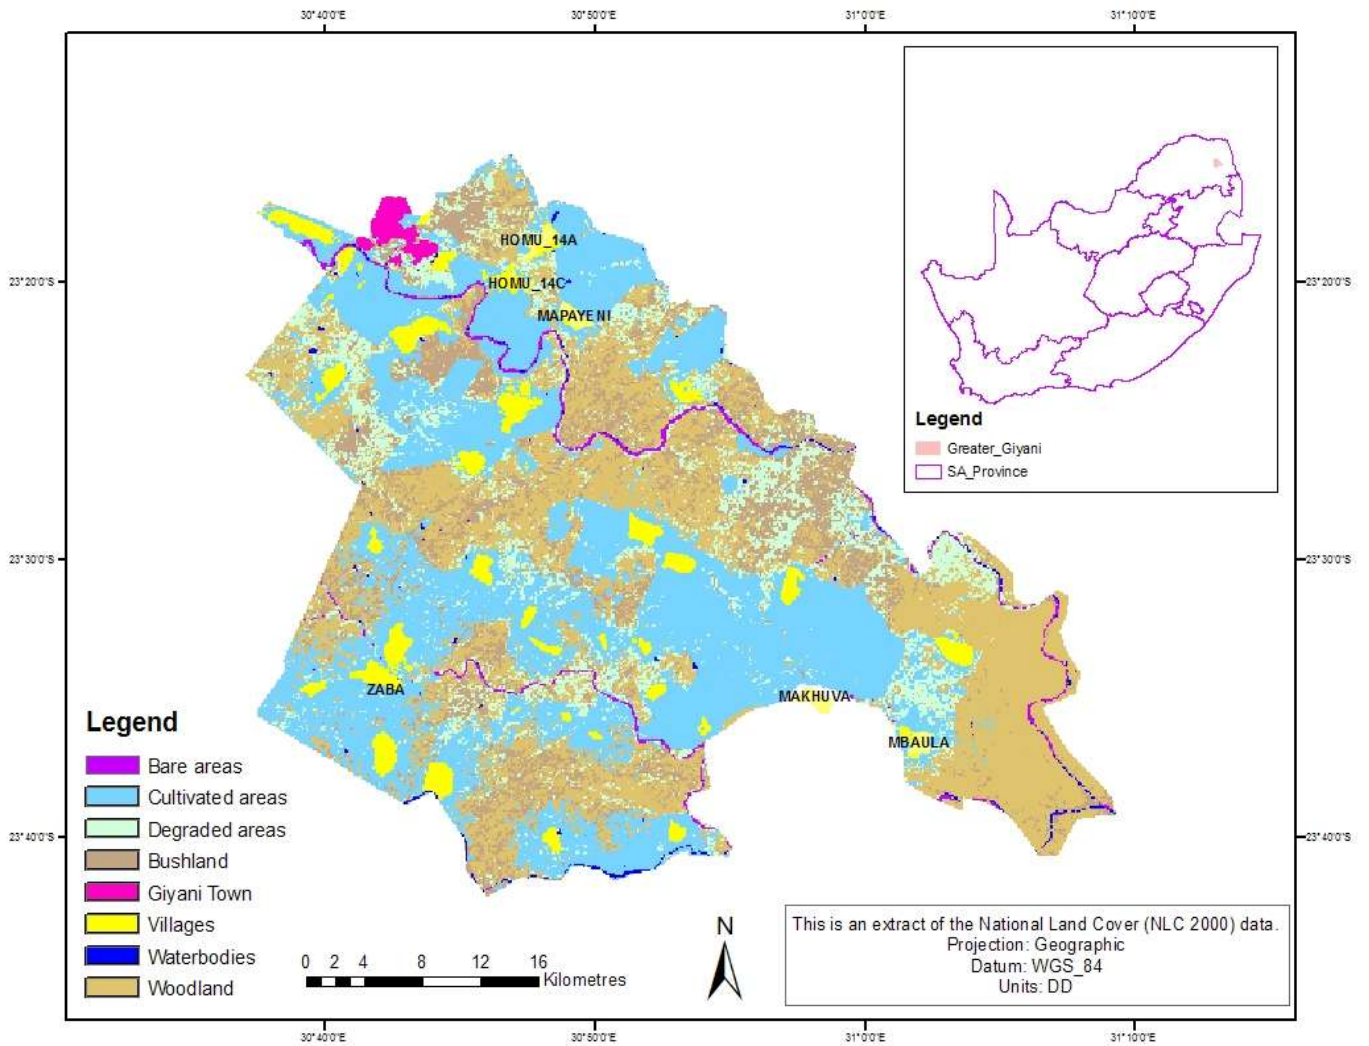 30°40'0"E
30°50'0"E
31°0'0"E
31°10'0"E
23°20'0"S
23°20'0"S
23°30'0"S
23°30'0"S
23°40'0"S
23°40'0"S
HOMU_14A
HOMU_14C
MAPAYENI
ZABA
MAKHUVA
MBAULA
Legend
Greater_Giyani
SA_Province
Legend
Bare areas
Cultivated areas
Degraded areas
Bushland
Giyani Town
Villages
Waterbodies
Woodland
0 2 4 8 12 16
Kilometres
N
This is an extract of the National Land Cover (NLC 2000) data.
Projection: Geographic
Datum: WGS_84
Units: DD
30°40'0"E
30°50'0"E
31°0'0"E
31°10'0"E